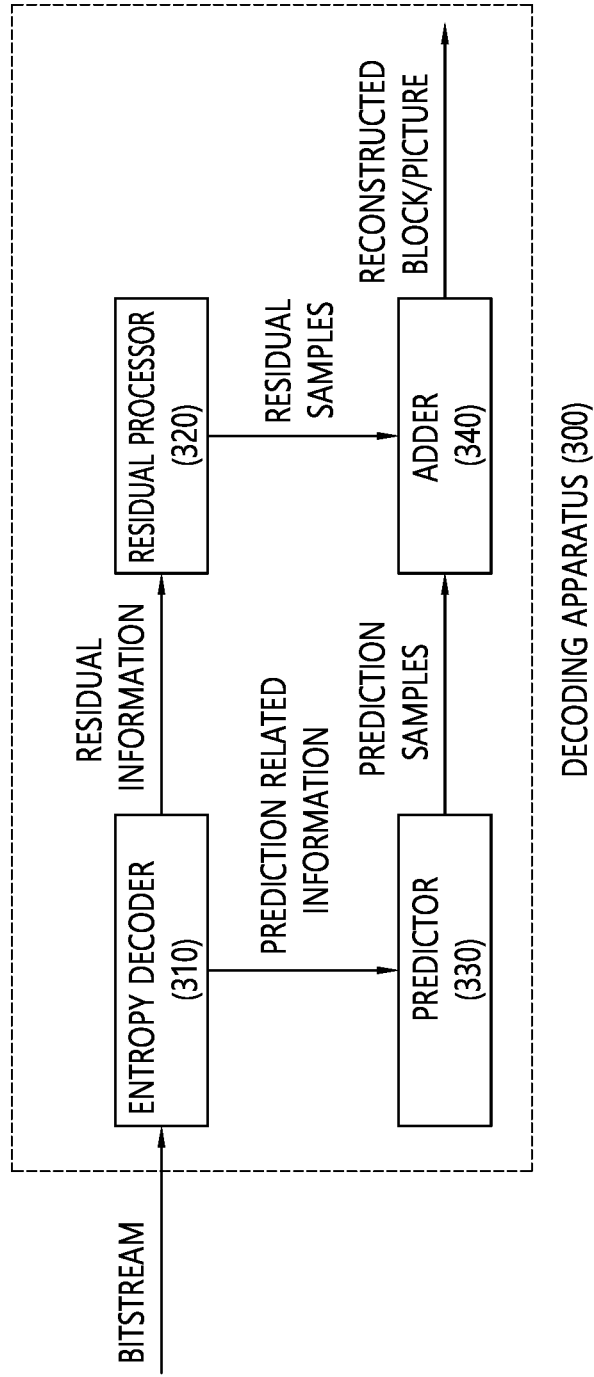 BITSTREAM
ENTROPY DECODER
(310)
RESIDUAL
INFORMATION
RESIDUAL PROCESSOR
(320)
PREDICTION RELATED
INFORMATION
RESIDUAL
SAMPLES
PREDICTOR
(330)
PREDICTION
SAMPLES
ADDER
(340)
RECONSTRUCTED
BLOCK/PICTURE
DECODING APPARATUS (300)